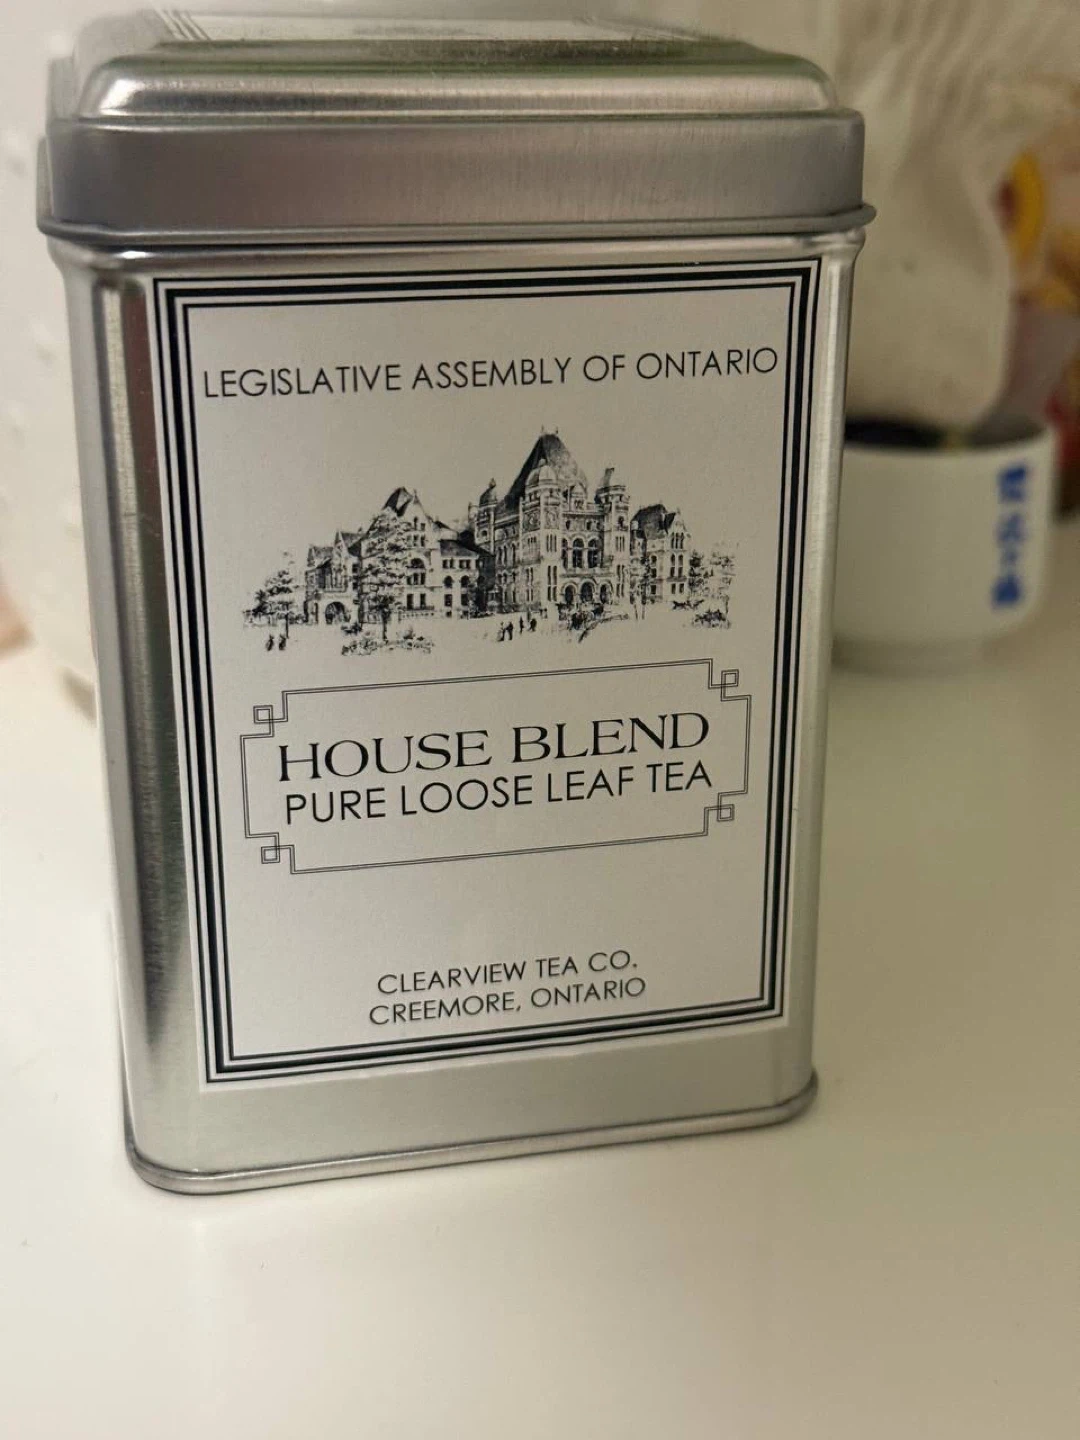 LEGISLATIVE ASSEMBLY OF ONTARIO
HOUSE BLEND
PURE LOOSE LEAF TEA
CLEARVIEW TEA CO.
CREEMORE, ONTARIO